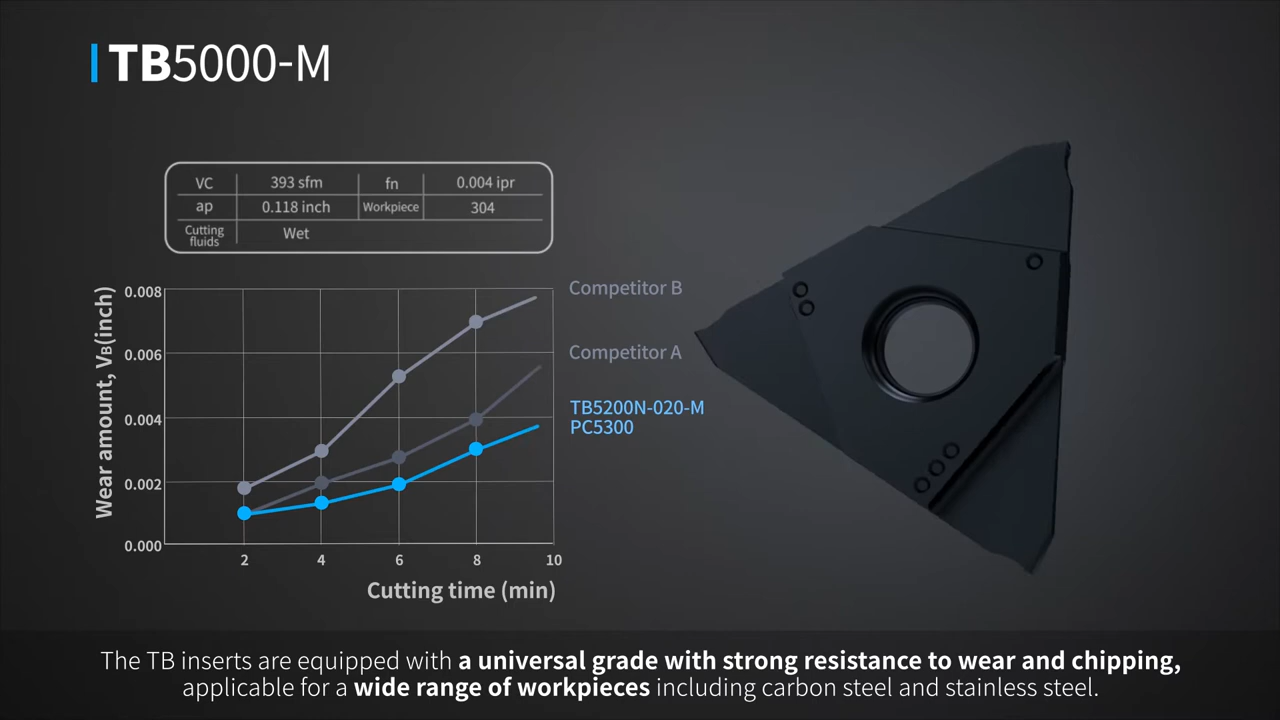 TB5000-M
VC 393 sfm fn 0.004 ipr
ap 0.118 inch Workpiece 304
Cutting
fluids Wet
Wear amount, VB(inch)
0.008
0.006
0.004
0.002
0.000
2 4 6 8 10
Cutting time (min)
Competitor B
Competitor A
TB5200N-020-M
PC5300
The TB inserts are equipped with a universal grade with strong resistance to wear and chipping,
applicable for a wide range of workpieces including carbon steel and stainless steel.